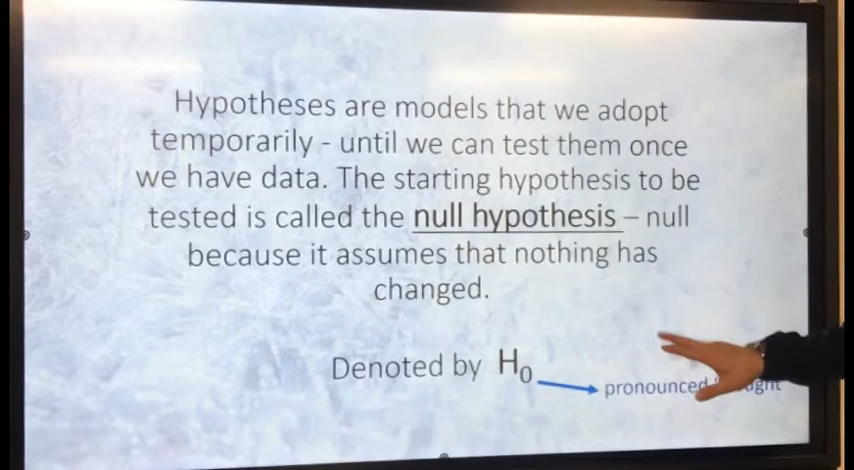 Hypotheses are models that we adopt
temporarily - until we can test them once
we have data. The starting hypothesis to be
tested is called the null hypothesis – null
because it assumes that nothing has
changed.
Denoted by H₀
pronounced